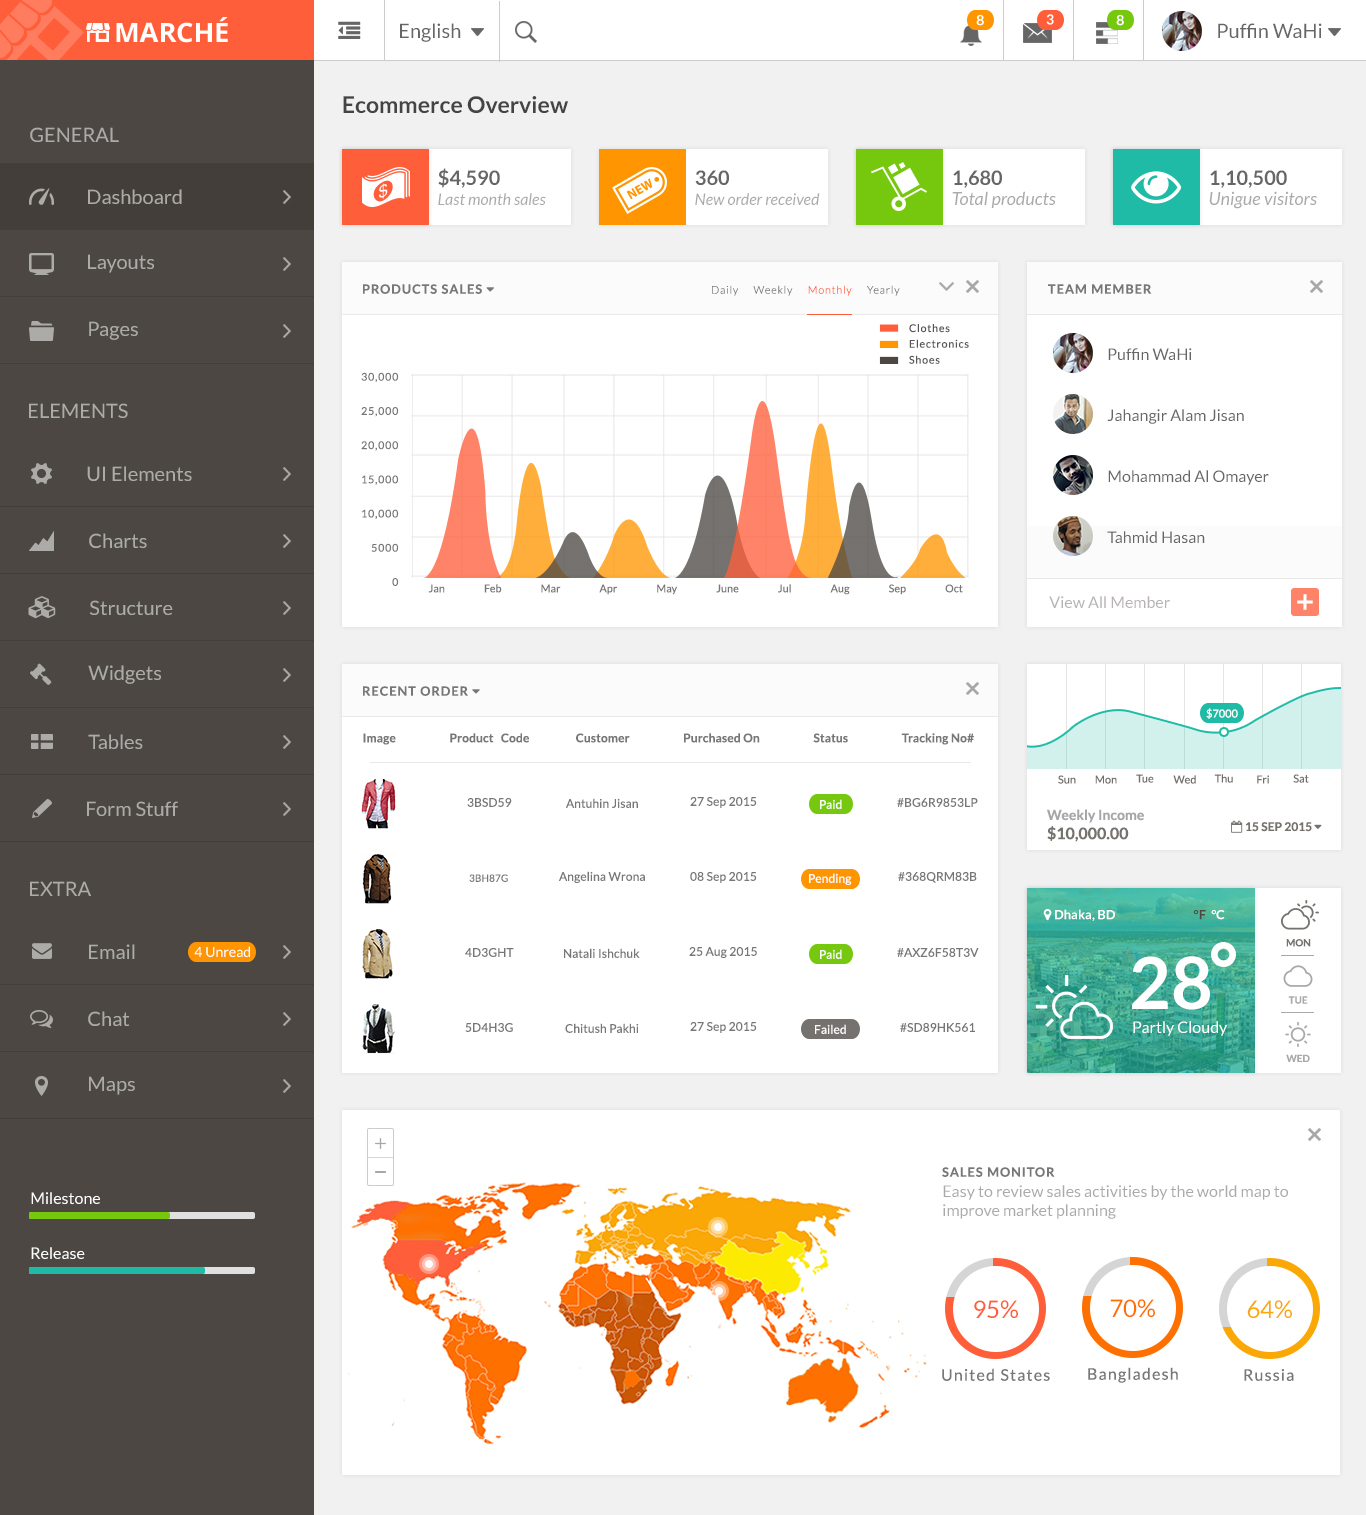 MARCHÉ
English
8
3
8
Puffin WaHi
GENERAL
Dashboard
Layouts
Pages
ELEMENTS
UI Elements
Charts
Structure
Widgets
Tables
Form Stuff
EXTRA
Email
4 Unread
Chat
Maps
Milestone
Release
Ecommerce Overview
$4,590
Last month sales
NEW
360
New order received
1,680
Total products
1,10,500
Unigue visitors
PRODUCTS SALES
Daily Weekly Monthly Yearly
Clothes
Electronics
Shoes
30,000
25,000
20,000
15,000
10,000
5000
0
Jan Feb Mar Apr May June Jul Aug Sep Oct
TEAM MEMBER
Puffin WaHi
Jahangir Alam Jisan
Mohammad Al Omayer
Tahmid Hasan
View All Member
RECENT ORDER
Image Product Code Customer Purchased On Status Tracking No#
3BSD59 Antuhin Jisan 27 Sep 2015 Paid #BG6R9853LP
3BH87G Angelina Wrona 08 Sep 2015 Pending #368QRM83B
4D3GHT Natali Ishchuk 25 Aug 2015 Paid #AXZ6F58T3V
5D4H3G Chitush Pakhi 27 Sep 2015 Failed #SD89HK561
$7000
Sun Mon Tue Wed Thu Fri Sat
Weekly Income
$10,000.00
15 SEP 2015
Dhaka, BD
°F °C
28°
Partly Cloudy
MON
TUE
WED
SALES MONITOR
Easy to review sales activities by the world map to
improve market planning
95%
United States
70%
Bangladesh
64%
Russia